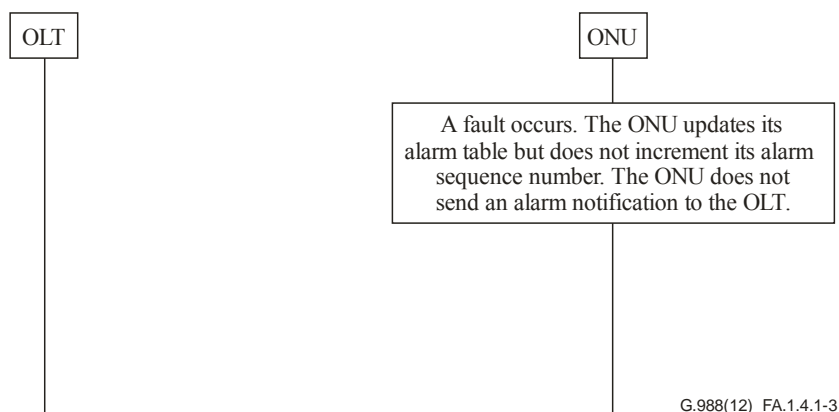 OLT
ONU
A fault occurs. The ONU updates its
alarm table but does not increment its alarm
sequence number. The ONU does not
send an alarm notification to the OLT.
G.988(12)_FA.1.4.1-3